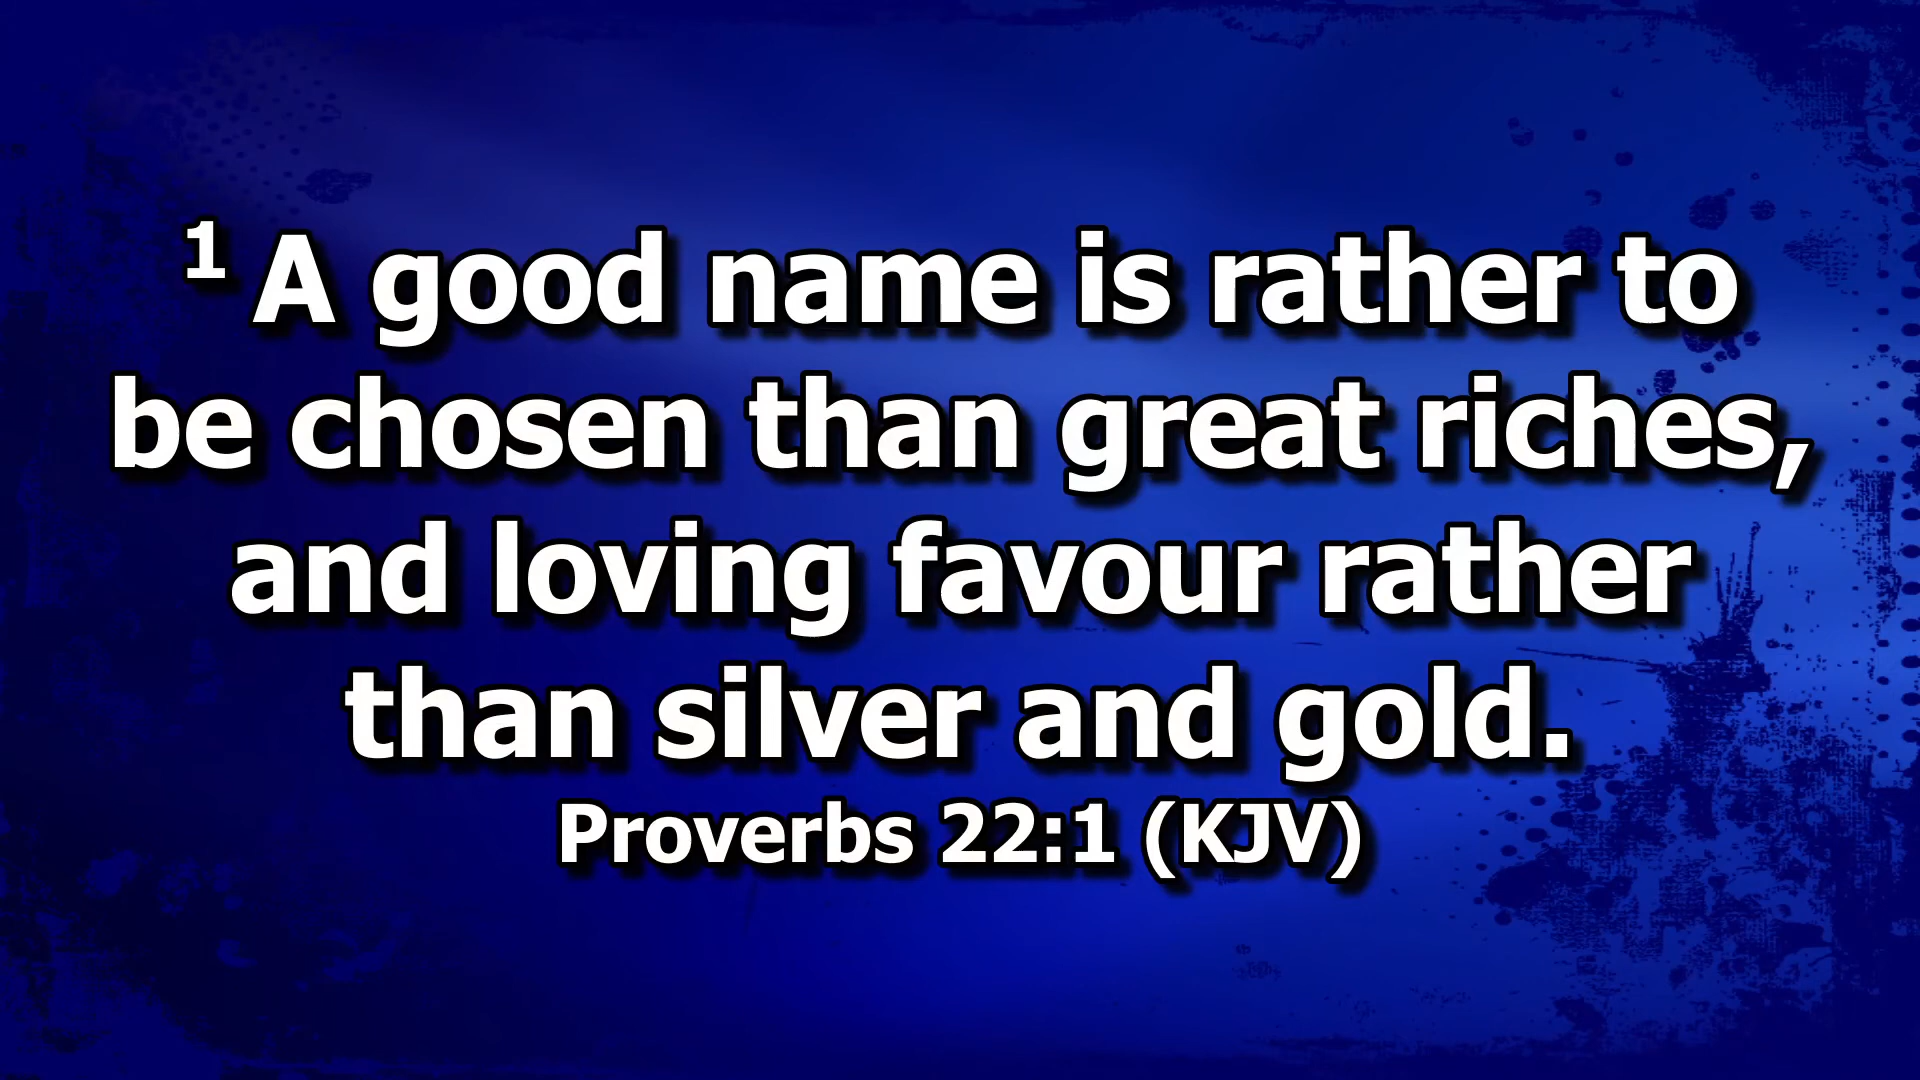 ¹ A good name is rather to
be chosen than great riches,
and loving favour rather
than silver and gold.
Proverbs 22:1 (KJV)